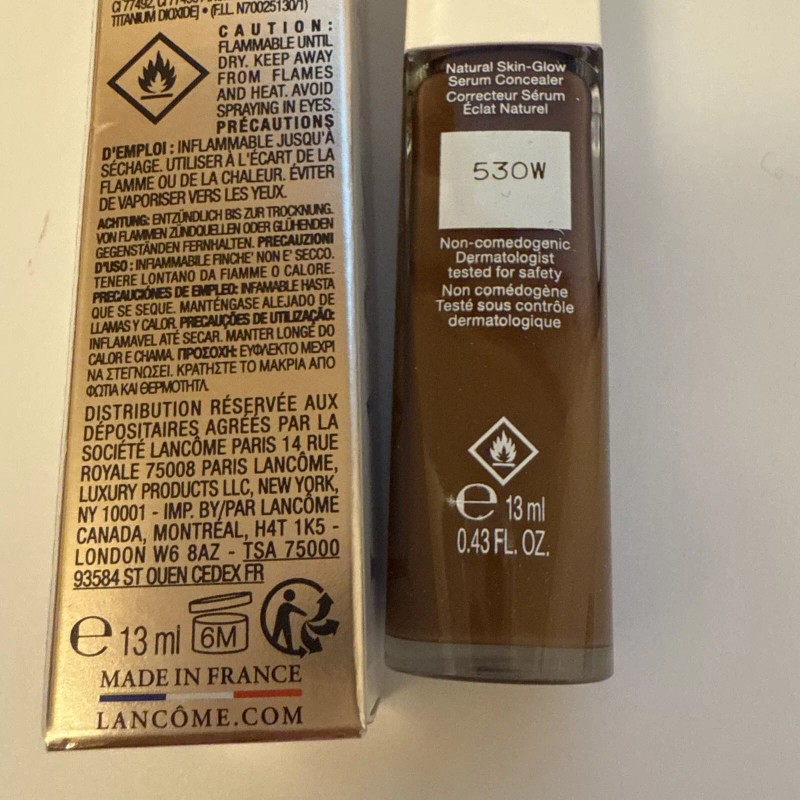 TITANIUM DIOXIDE] • (F.I.L. N70025130/1)
CAUTION:
FLAMMABLE UNTIL
DRY. KEEP AWAY
FROM FLAMES
AND HEAT. AVOID
SPRAYING IN EYES.
PRÉCAUTIONS
D'EMPLOI : INFLAMMABLE JUSQU'À
SÉCHAGE. UTILISER À L'ÉCART DE LA
FLAMME OU DE LA CHALEUR. ÉVITER
DE VAPORISER VERS LES YEUX.
ACHTUNG: ENTZÜNDLICH BIS ZUR TROCKNUNG.
VON FLAMMEN ZÜNDQUELLEN ODER GLÜHENDEN
GEGENSTÄNDEN FERNHALTEN. PRECAUZIONI
D'USO : INFIAMMABILE FINCHE' NON E' SECCO.
TENERE LONTANO DA FIAMME O CALORE.
PRECAUCIÓNES DE EMPLEO: INFAMABLE HASTA
QUE SE SEQUE. MANTÉNGASE ALEJADO DE
LLAMAS Y CALOR. PRECAUÇÕES DE UTILIZAÇÃO:
INFLAMAVEL ATÉ SECAR. MANTER LONGE DO
CALOR E CHAMA. ΠΡΟΣΟΧΗ: ΕΥΦΛΕΚΤΟ ΜΕΧΡΙ
ΝΑ ΣΤΕΓΝΩΣΕΙ. ΚΡΑΤΗΣΤΕ ΤΟ ΜΑΚΡΙΑ ΑΠΟ
ΦΩΤΙΑ ΚΑΙ ΘΕΡΜΟΤΗΤΑ.
DISTRIBUTION RÉSERVÉE AUX
DÉPOSITAIRES AGRÉÉS PAR LA
SOCIÉTÉ LANCÔME PARIS 14 RUE
ROYALE 75008 PARIS LANCÔME,
LUXURY PRODUCTS LLC, NEW YORK,
NY 10001 - IMP. BY/PAR LANCÔME
CANADA, MONTRÉAL, H4T 1K5 -
LONDON W6 8AZ - TSA 75000
93584 ST OUEN CEDEX FR
e 13 ml 6M
MADE IN FRANCE
LANCÔME.COM
Natural Skin-Glow
Serum Concealer
Correcteur Sérum
Éclat Naturel
530W
Non-comedogenic
Dermatologist
tested for safety
Non comédogène
Testé sous contrôle
dermatologique
e 13 ml
0.43 FL. OZ.